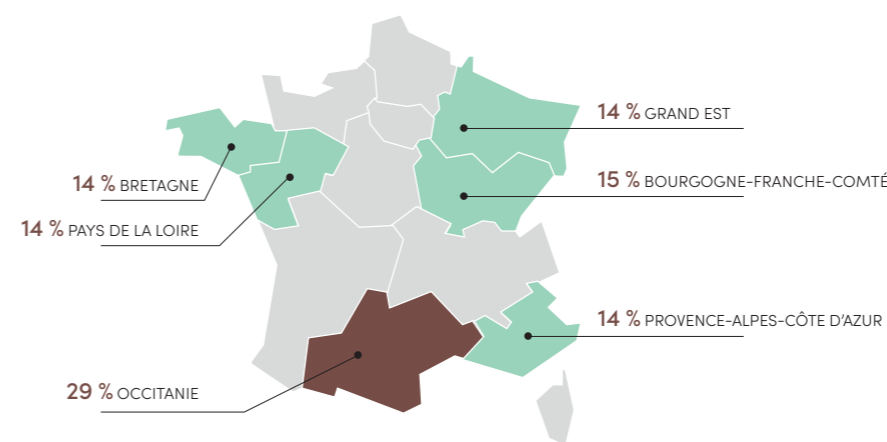 14 % GRAND EST
15 % BOURGOGNE-FRANCHE-COMTÉ
14 % BRETAGNE
14 % PAYS DE LA LOIRE
14 % PROVENCE-ALPES-CÔTE D'AZUR
29 % OCCITANIE